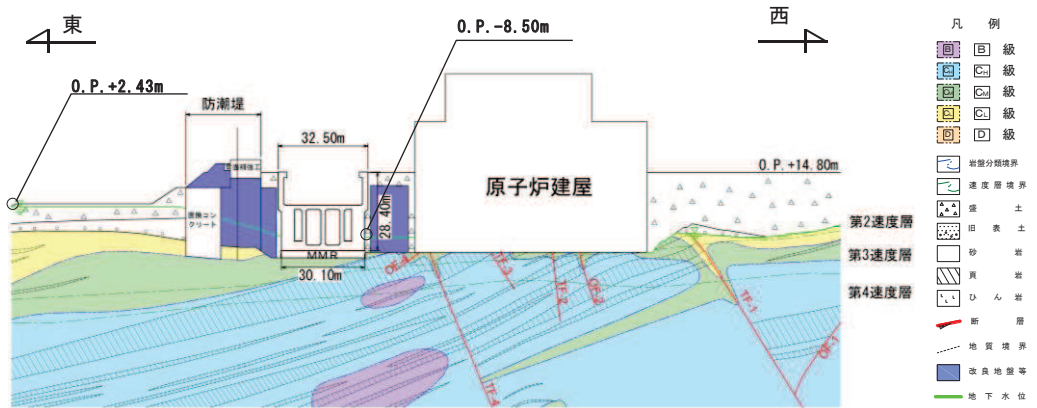 東
西
O.P.-8.50m
O.P.+2.43m
防潮堤
32.50m
28.40m
置換コン
クリート
MMR
30.10m
原子炉建屋
O.P.+14.80m
第2速度層
第3速度層
第4速度層
OF-4
TF-3
TF-2
OF-2
TF-1
OF-1
TF-4
凡 例
B B 級
CH CH 級
CM CM 級
CL CL 級
D D 級
岩盤分類境界
速度層境界
盛 土
旧 表 土
砂 岩
頁 岩
ひ ん 岩
断 層
地 質 境 界
改 良 地 盤 等
地 下 水 位